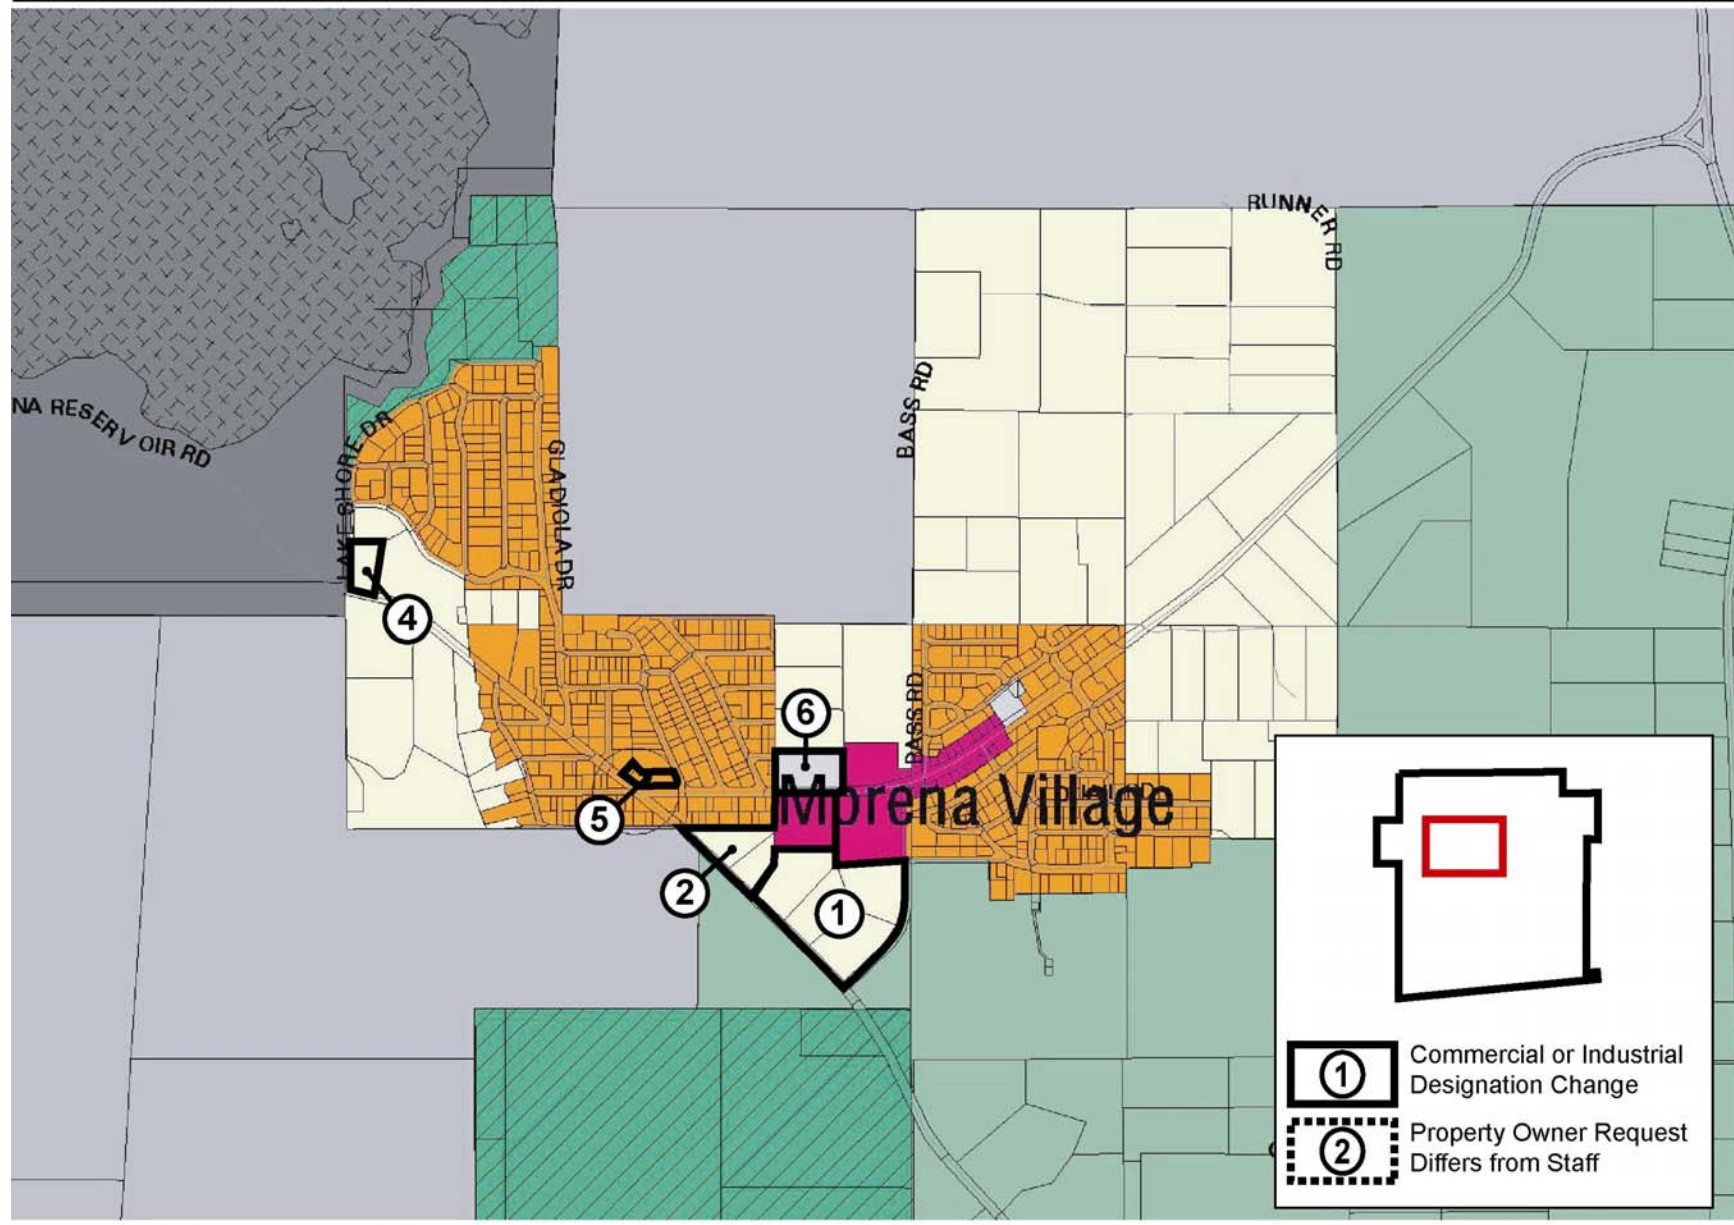 RUNNER RD
BASS RD
NA RESERVOIR RD
LAKE SHORE DR
GLADIOLA DR
4
6
BASS RD
Morena Village
5
2
1
1
Commercial or Industrial
Designation Change
2
Property Owner Request
Differs from Staff